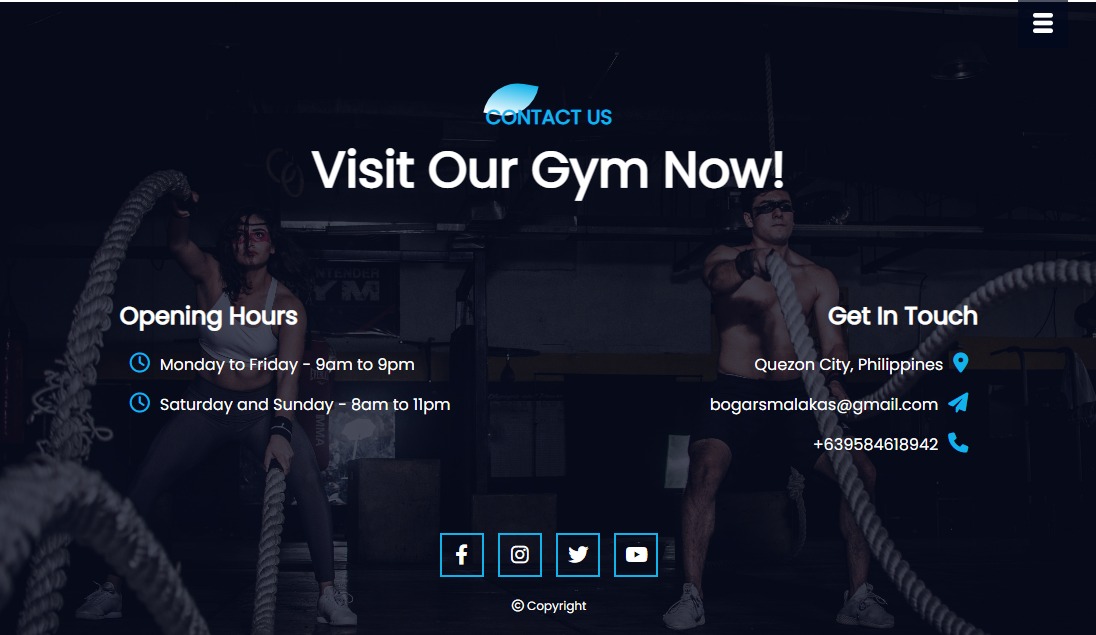 CONTACT US
Visit Our Gym Now!
Opening Hours
Monday to Friday - 9am to 9pm
Saturday and Sunday - 8am to 11pm
Get In Touch
Quezon City, Philippines
bogarsmalakas@gmail.com
+639584618942
© Copyright